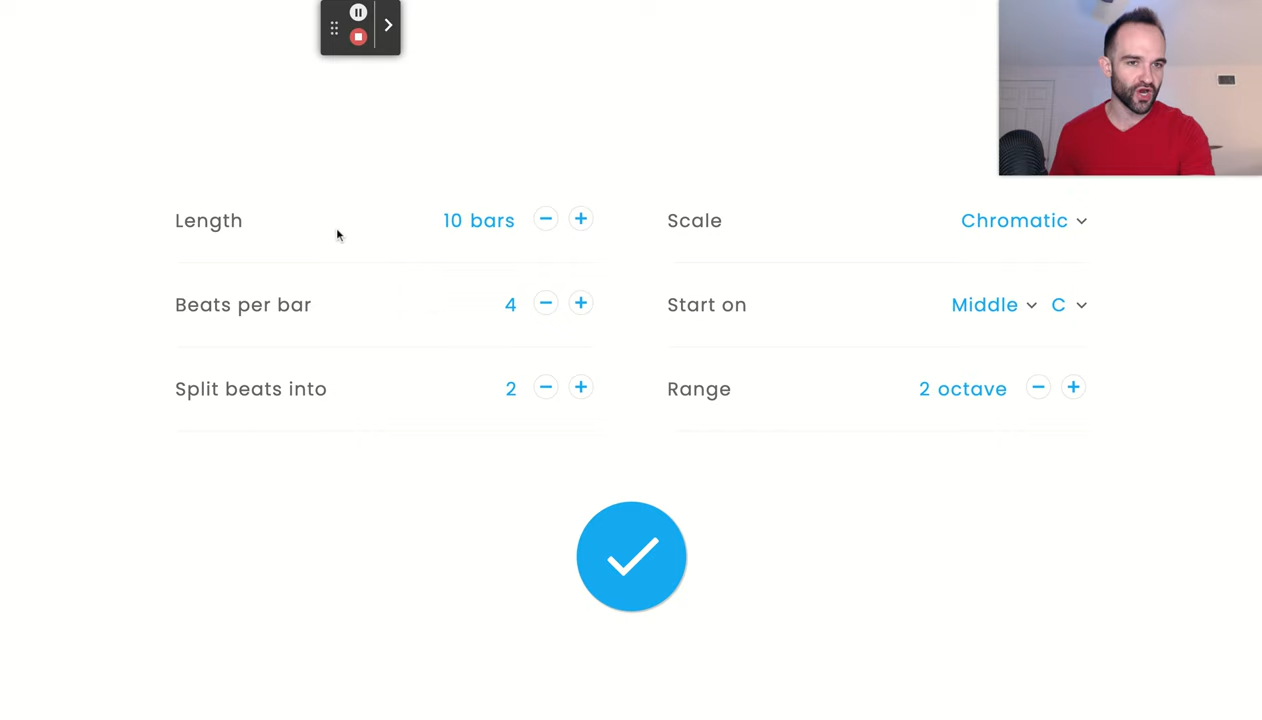 Length 10 bars − + Scale Chromatic
Beats per bar 4 − + Start on Middle C
Split beats into 2 − + Range 2 octave − +